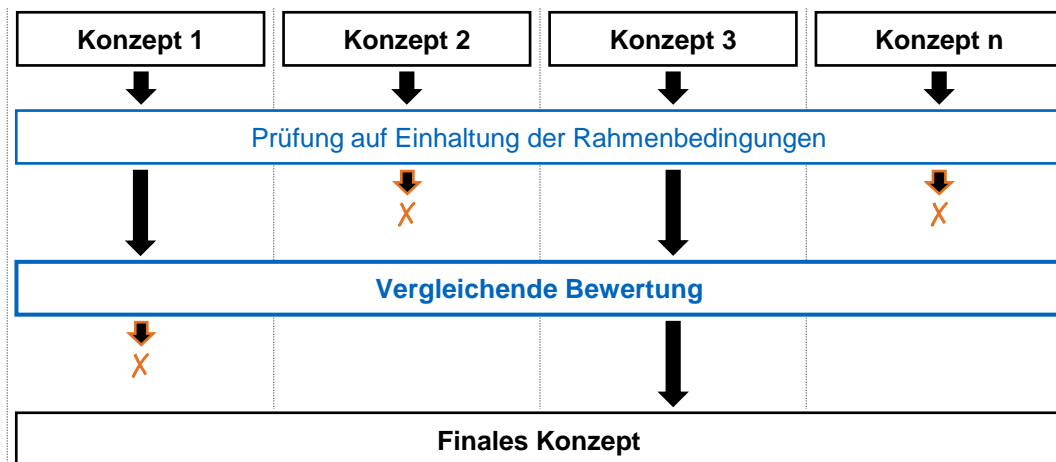 Konzept 1
Konzept 2
Konzept 3
Konzept n
Prüfung auf Einhaltung der Rahmenbedingungen
Vergleichende Bewertung
Finales Konzept